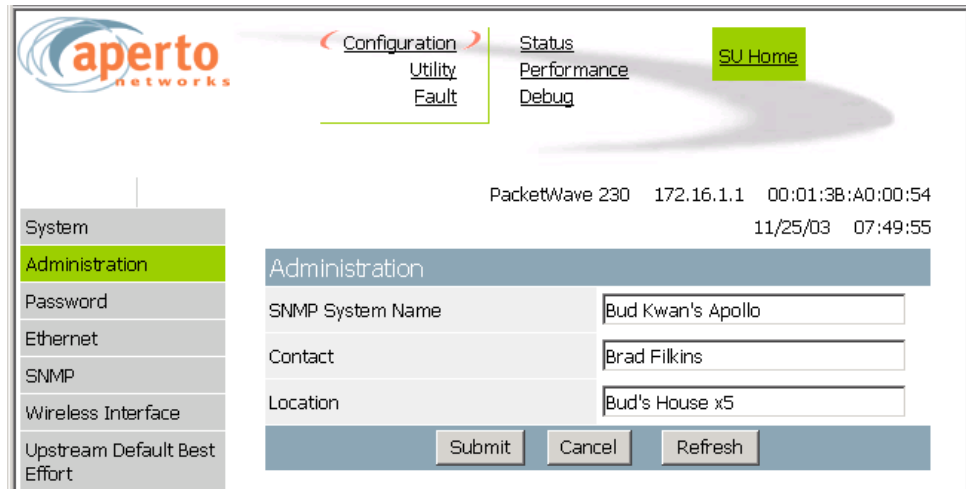 aperto
networks
Configuration
Utility
Fault
Status
Performance
Debug
SU Home
PacketWave 230 172.16.1.1 00:01:3B:A0:00:54
11/25/03 07:49:55
System
Administration
Password
Ethernet
SNMP
Wireless Interface
Upstream Default Best
Effort
Administration
SNMP System Name Bud Kwan's Apollo
Contact Brad Filkins
Location Bud's House x5
Submit Cancel Refresh